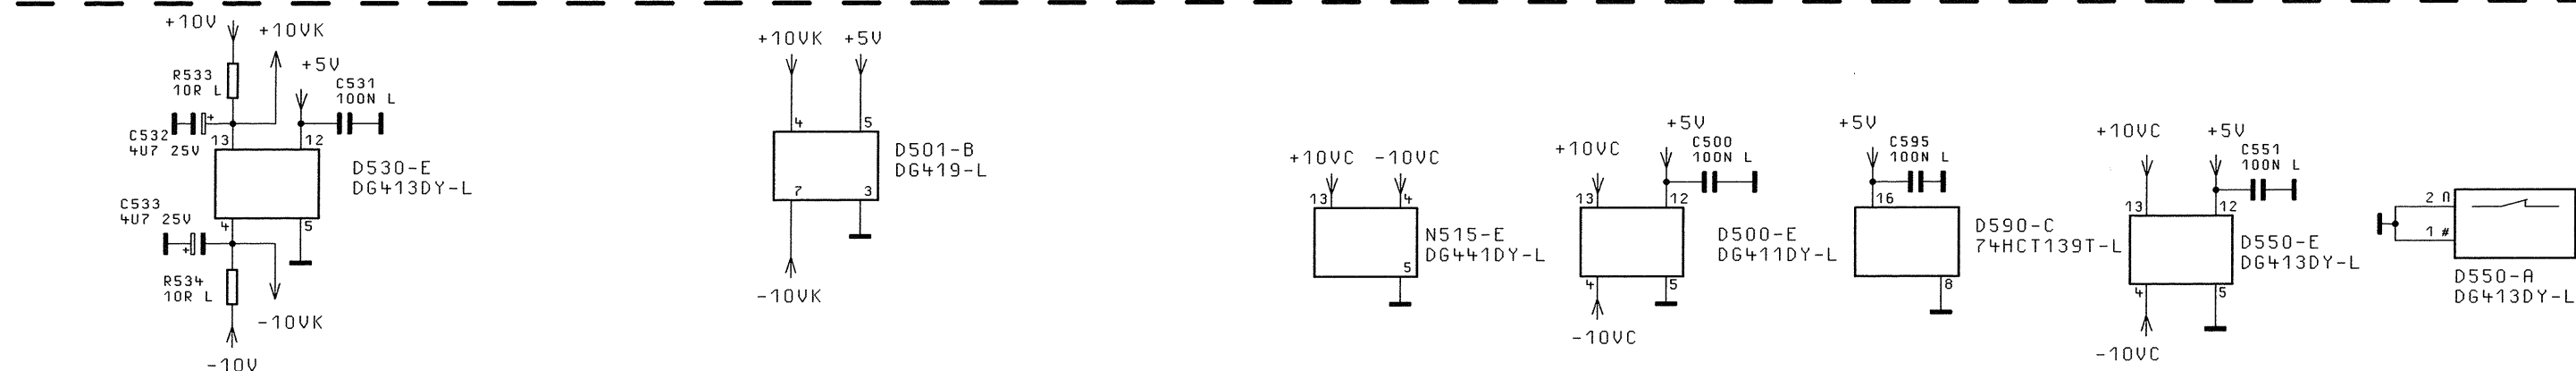 +10V
+10VK
+5V
R533
10R L
C531
100N L
+
C532
4U7 25V
13
12
D530-E
DG413DY-L
C533
4U7 25V
4
5
+
R534
10R L
-10VK
-10V
+10VK
+5V
4
5
D501-B
DG419-L
7
3
-10VK
+10VC
-10VC
13
4
N515-E
DG441DY-L
5
+10VC
+5V
C500
100N L
13
12
D500-E
DG411DY-L
4
5
-10VC
+5V
C595
100N L
16
D590-C
74HCT139T-L
8
+10VC
+5V
C551
100N L
13
12
D550-E
DG413DY-L
4
5
-10VC
2
1 #
D550-A
DG413DY-L